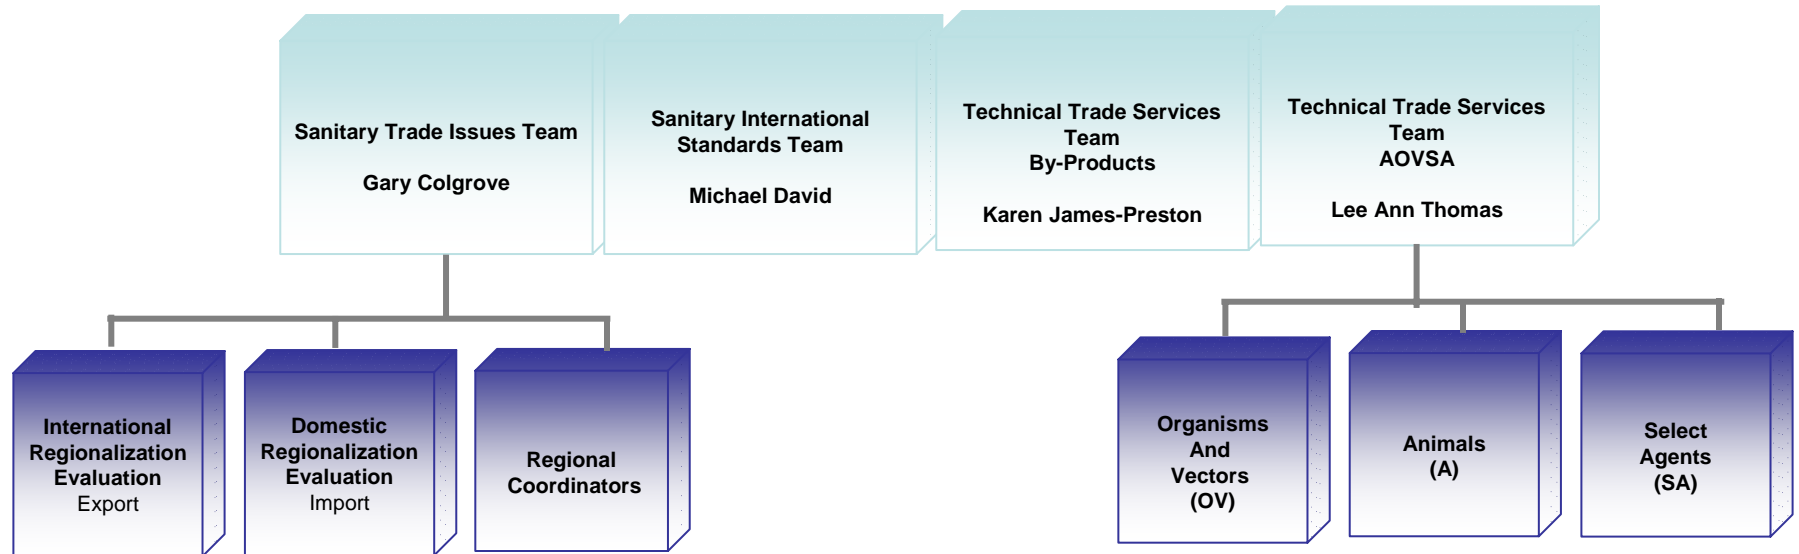 Sanitary Trade Issues Team
Gary Colgrove
Sanitary International
Standards Team
Michael David
Technical Trade Services
Team
By-Products
Karen James-Preston
Technical Trade Services
Team
AOVSA
Lee Ann Thomas
International
Regionalization
Evaluation
Export
Domestic
Regionalization
Evaluation
Import
Regional
Coordinators
Organisms
And
Vectors
(OV)
Animals
(A)
Select
Agents
(SA)